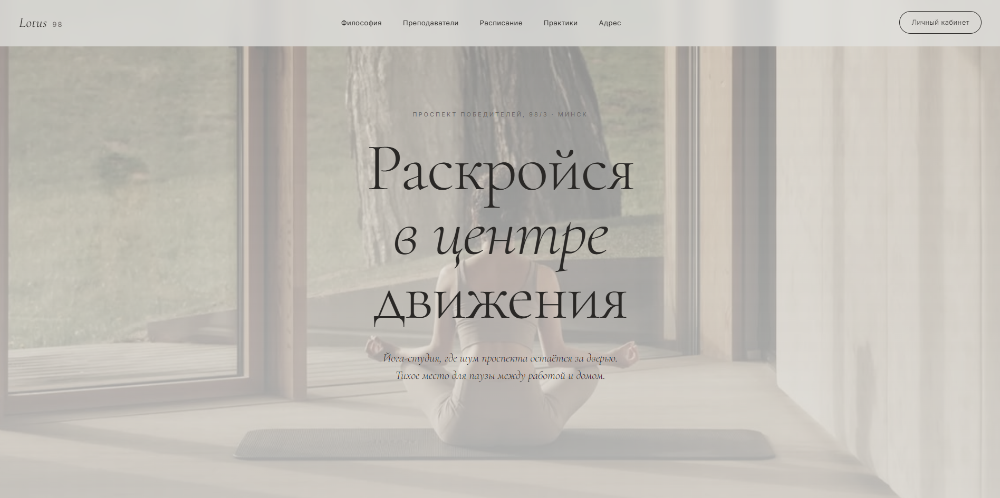 Lotus 98
Философия
Преподаватели
Расписание
Практики
Адрес
Личный кабинет
ПРОСПЕКТ ПОБЕДИТЕЛЕЙ, 98/3 · МИНСК
Раскройся
в центре
движения
Йога-студия, где шум проспекта остаётся за дверью.
Тихое место для паузы между работой и домом.